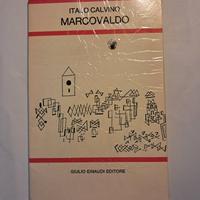 ITALO CALVINO
MARCOVALDO
GIULIO EINAUDI EDITORE